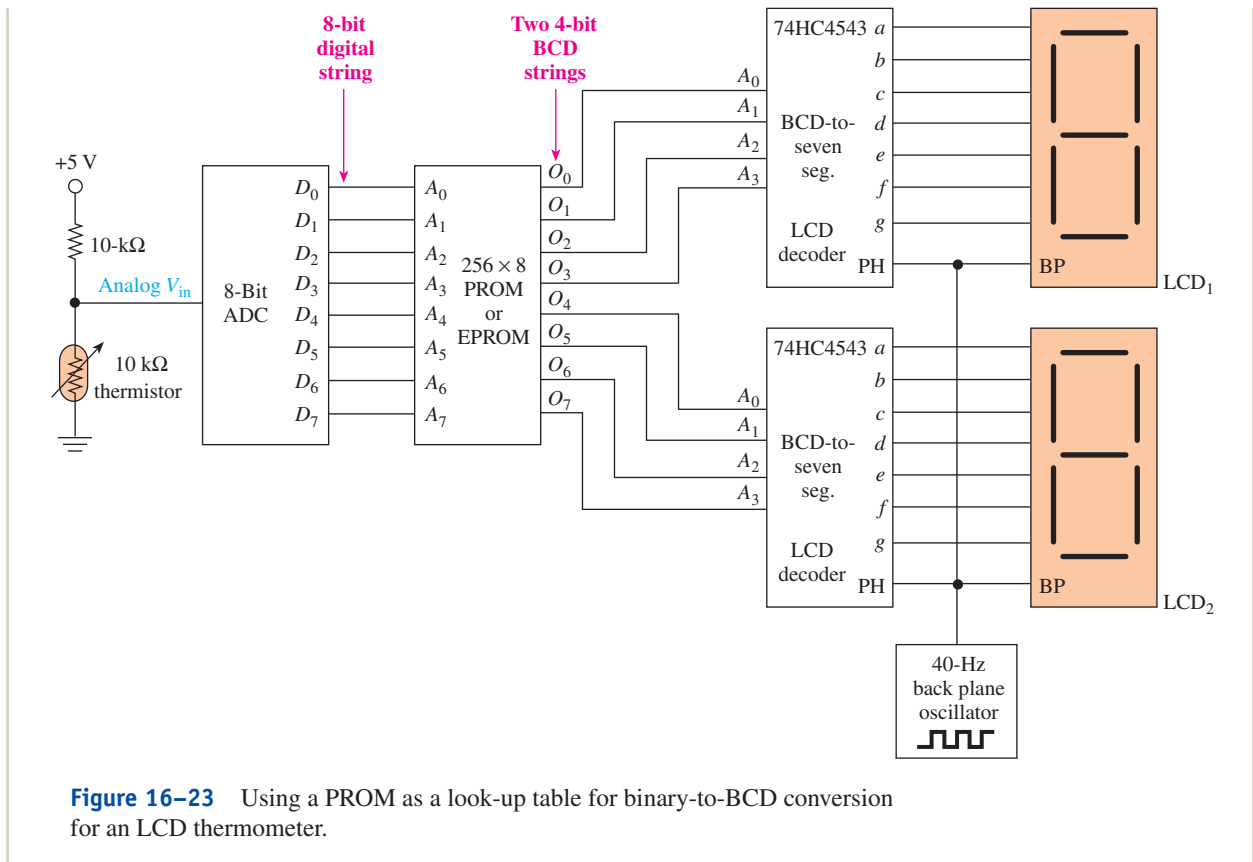 8-bit
digital
string
Two 4-bit
BCD
strings
+5 V
10-kΩ
Analog Vin
10 kΩ
thermistor
8-Bit
ADC
D0
D1
D2
D3
D4
D5
D6
D7
A0
A1
A2
A3
A4
A5
A6
A7
256 × 8
PROM
or
EPROM
O0
O1
O2
O3
O4
O5
O6
O7
A0
A1
A2
A3
74HC4543
BCD-to-
seven
seg.
LCD
decoder
a
b
c
d
e
f
g
PH
BP
LCD1
A0
A1
A2
A3
74HC4543
BCD-to-
seven
seg.
LCD
decoder
a
b
c
d
e
f
g
PH
BP
LCD2
40-Hz
back plane
oscillator
Figure 16–23 Using a PROM as a look-up table for binary-to-BCD conversion
for an LCD thermometer.